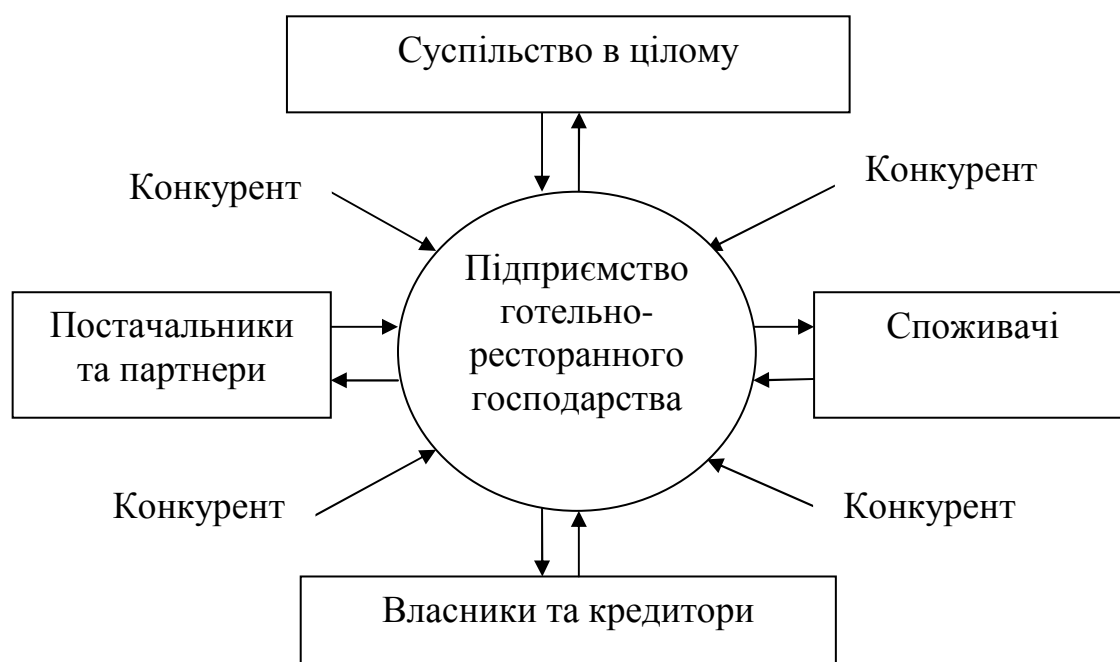 Суспільство в цілому
Конкурент
Конкурент
Підприємство
готельно-
ресторанного
господарства
Постачальники
та партнери
Споживачі
Конкурент
Конкурент
Власники та кредитори